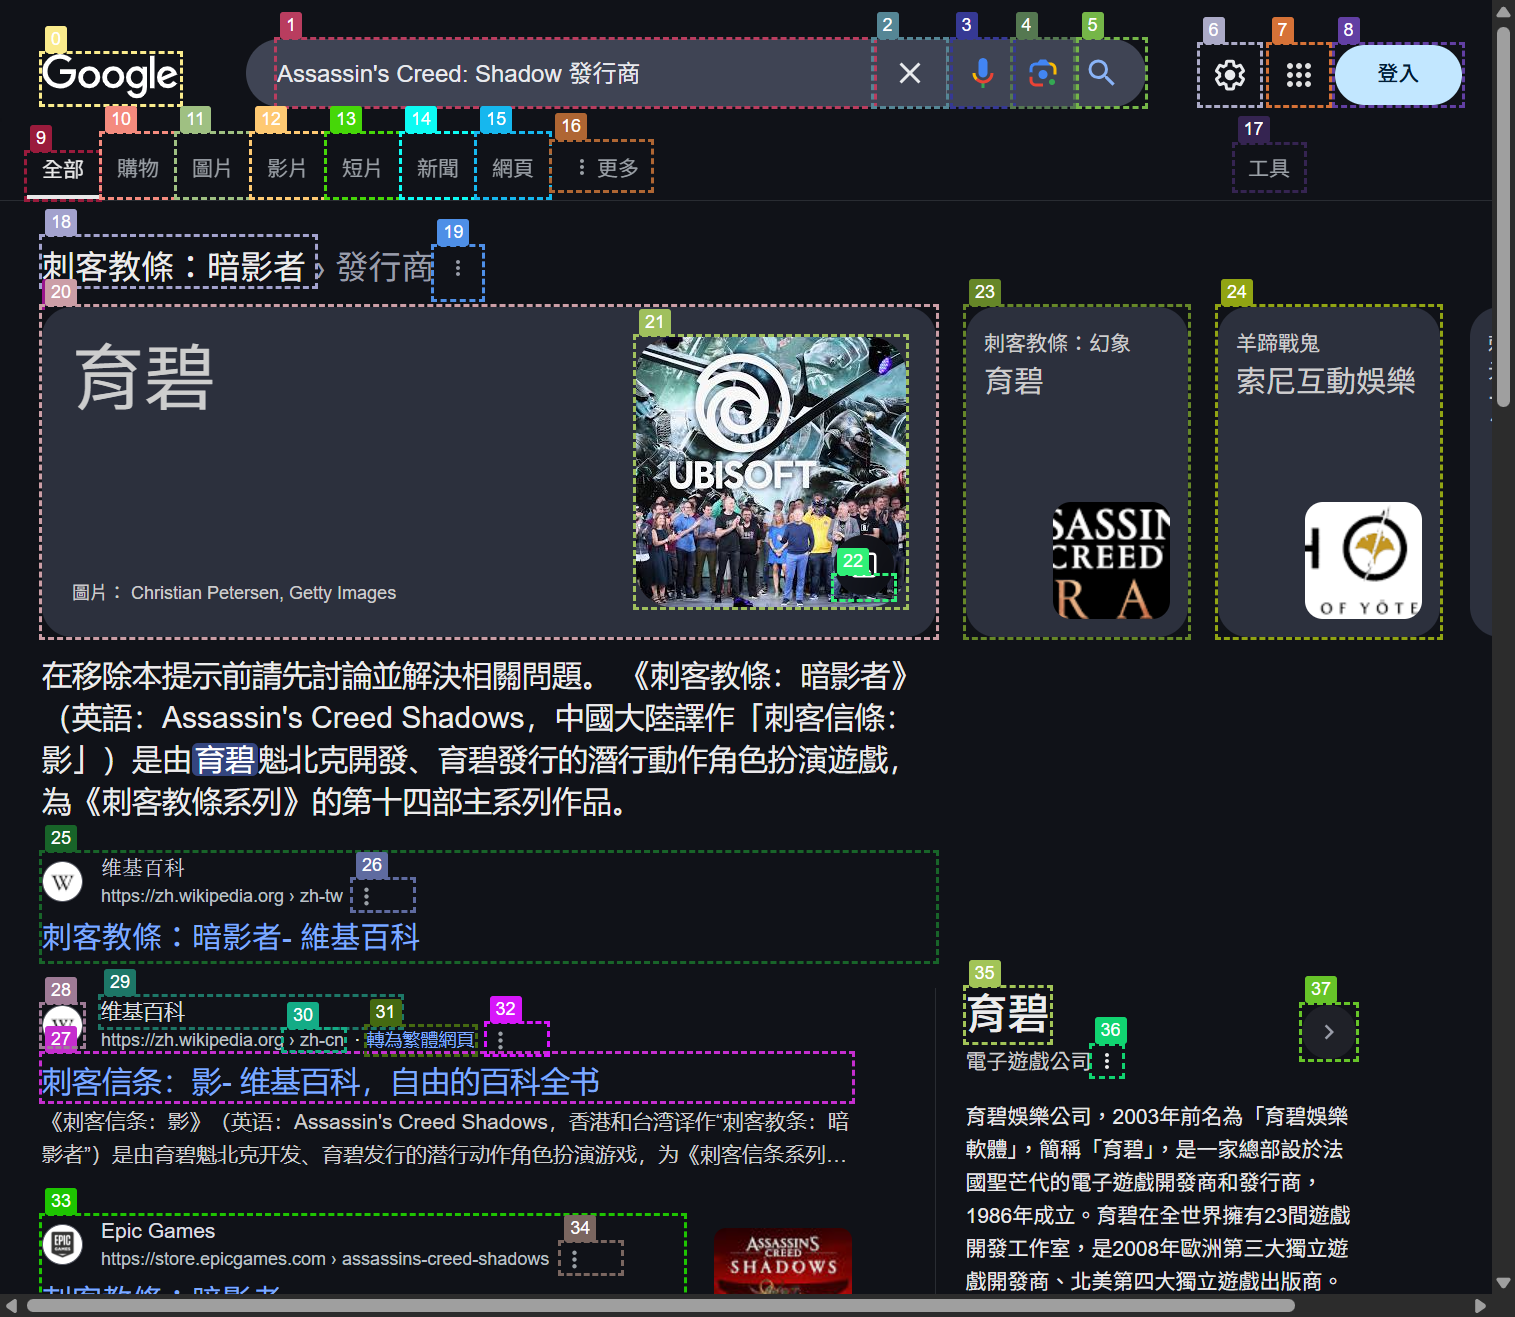 0
Google
1
Assassin's Creed: Shadow 發行商
2
3
4
5
6
7
8
登入
9
全部
10
購物
11
圖片
12
影片
13
短片
14
新聞
15
網頁
16
更多
17
工具
18
刺客教條：暗影者 › 發行商
19
20
育碧
21
UBISOFT
22
圖片： Christian Petersen, Getty Images
23
刺客教條：幻象
育碧
ASSASSIN
CREED
R A
24
羊蹄戰鬼
索尼互動娛樂
OF YŌTE
在移除本提示前請先討論並解決相關問題。 《刺客教條：暗影者》
（英語：Assassin's Creed Shadows，中國大陸譯作「刺客信條：
影」）是由育碧魁北克開發、育碧發行的潛行動作角色扮演遊戲，
為《刺客教條系列》的第十四部主系列作品。
25
W
维基百科
https://zh.wikipedia.org › zh-tw
26
刺客教條：暗影者- 維基百科
28
27
29
维基百科
https://zh.wikipedia.org › zh-cn · 轉為繁體網頁
30
31
32
刺客信条：影- 维基百科，自由的百科全书
《刺客信条：影》（英语：Assassin's Creed Shadows，香港和台湾译作“刺客教条：暗
影者”）是由育碧魁北克开发、育碧发行的潜行动作角色扮演游戏，为《刺客信条系列...
33
EPIC
GAMES
Epic Games
https://store.epicgames.com › assassins-creed-shadows
34
刺客教條：暗影者
ASSASSIN'S
CREED
SHADOWS
35
育碧
電子遊戲公司
36
37
育碧娛樂公司，2003年前名為「育碧娛樂
軟體」，簡稱「育碧」，是一家總部設於法
國聖芒代的電子遊戲開發商和發行商，
1986年成立。育碧在全世界擁有23間遊戲
開發工作室，是2008年歐洲第三大獨立遊
戲開發商、北美第四大獨立遊戲出版商。